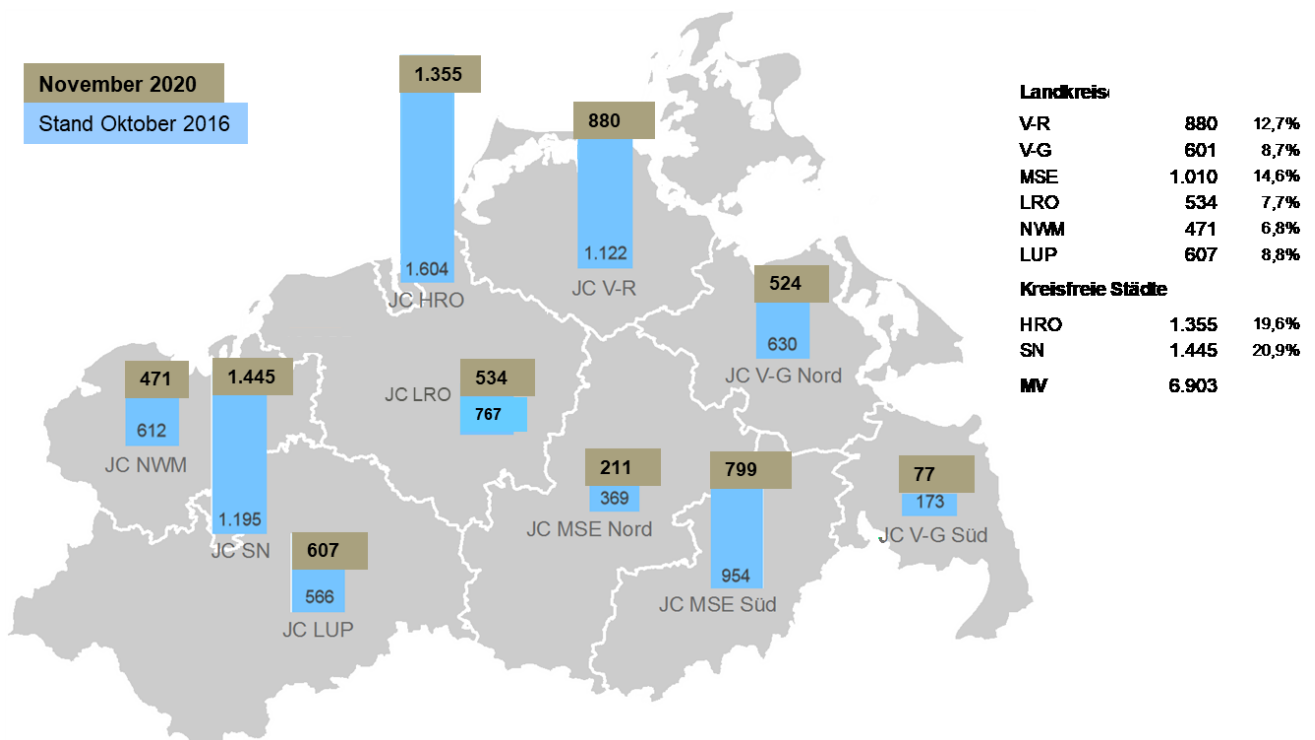 November 2020
Stand Oktober 2016
1.355
1.604
JC HRO
880
1.122
JC V-R
524
630
JC V-G Nord
471
612
JC NWM
1.445
1.195
JC SN
JC LRO
534
767
211
369
JC MSE Nord
799
954
JC MSE Süd
77
173
JC V-G Süd
607
566
JC LUP
Landkreise
V-R 880 12,7%
V-G 601 8,7%
MSE 1.010 14,6%
LRO 534 7,7%
NWM 471 6,8%
LUP 607 8,8%
Kreisfreie Städte
HRO 1.355 19,6%
SN 1.445 20,9%
MV 6.903